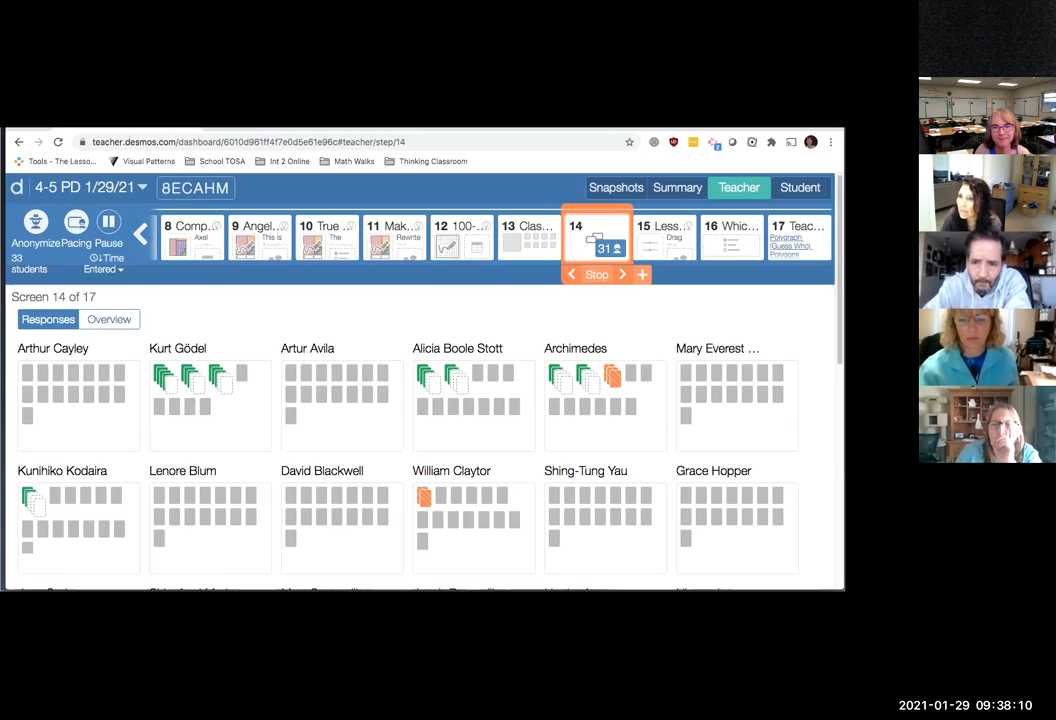 teacher.desmos.com/dashboard/6010d961ff4f7e0d5e61e96c#teacher/step/14
Tools - The Lesso... Visual Patterns School TOSA Int 2 Online Math Walks Thinking Classroom
4-5 PD 1/29/21 8ECAHM Snapshots Summary Teacher Student
8 Comp... 9 Angel... 10 True ... 11 Mak... 12 100-... 13 Clas... 14 15 Less... 16 Whic... 17 Teac...
Axel This is The Rewrite 31 Drag Polygraph
(Guess Who)
Polygons
Anonymize Pacing Pause
33
students
Time
Entered
Stop
Screen 14 of 17
Responses Overview
Arthur Cayley Kurt Gödel Artur Avila Alicia Boole Stott Archimedes Mary Everest ...
Kunihiko Kodaira Lenore Blum David Blackwell William Claytor Shing-Tung Yau Grace Hopper
2021-01-29 09:38:10